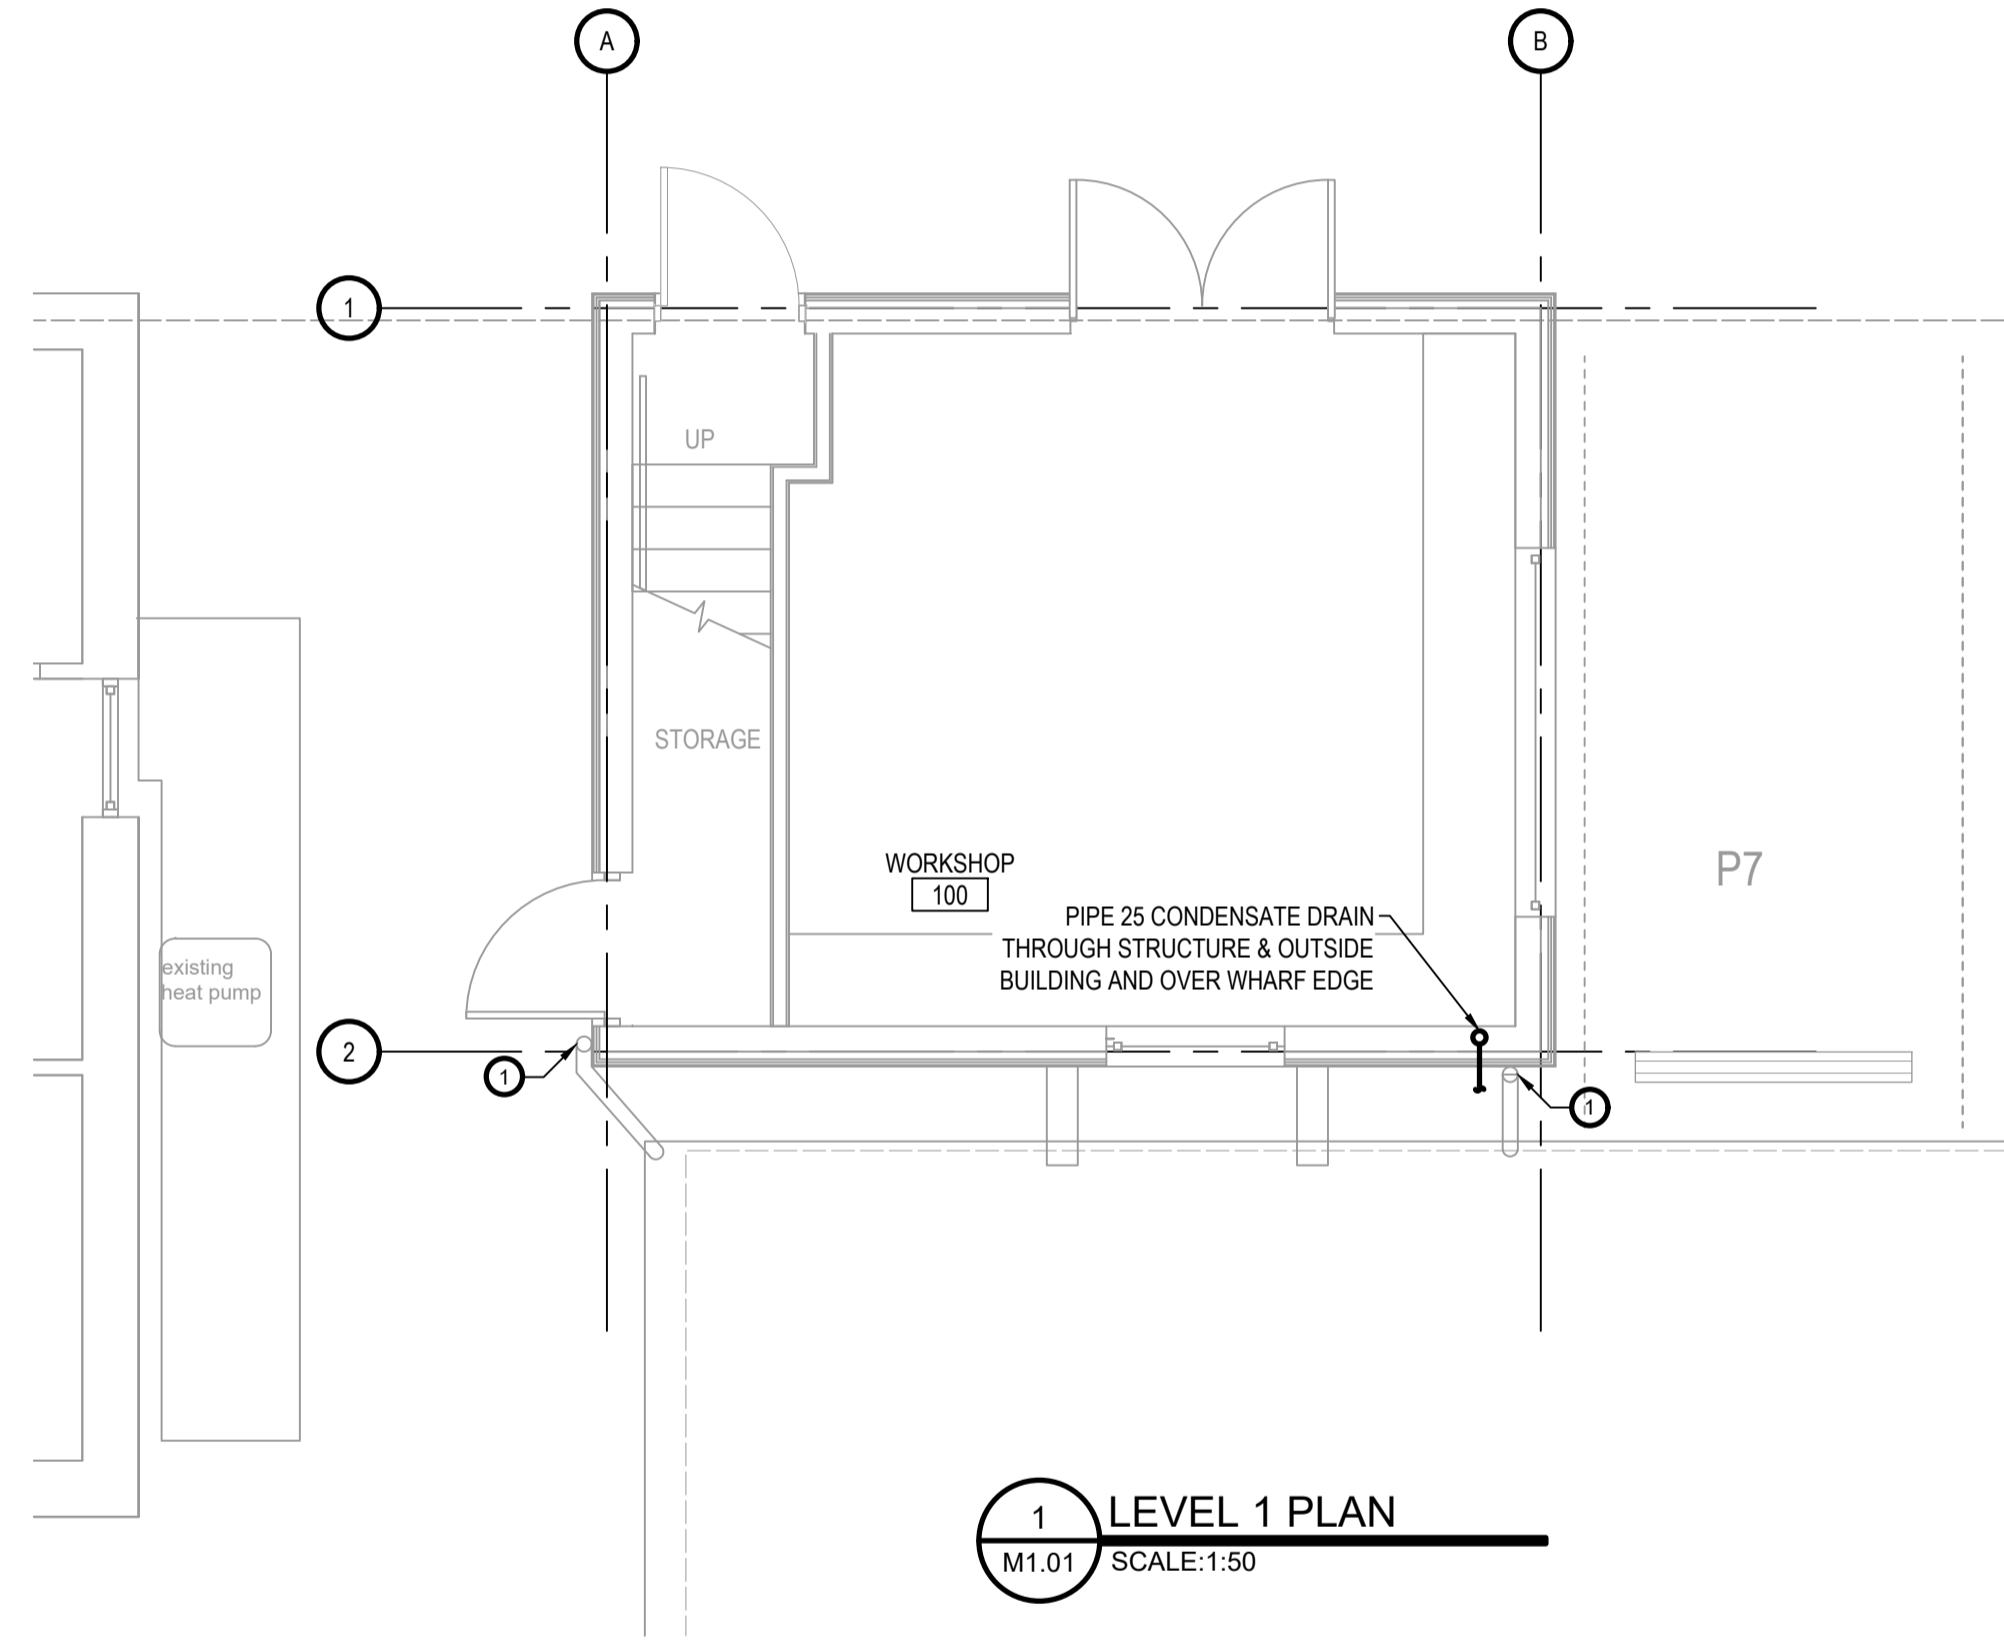 A
B
1
UP
STORAGE
WORKSHOP
100
P7
PIPE 25 CONDENSATE DRAIN
THROUGH STRUCTURE & OUTSIDE
BUILDING AND OVER WHARF EDGE
existing
heat pump
2
1
1
1
LEVEL 1 PLAN
M1.01
SCALE:1:50